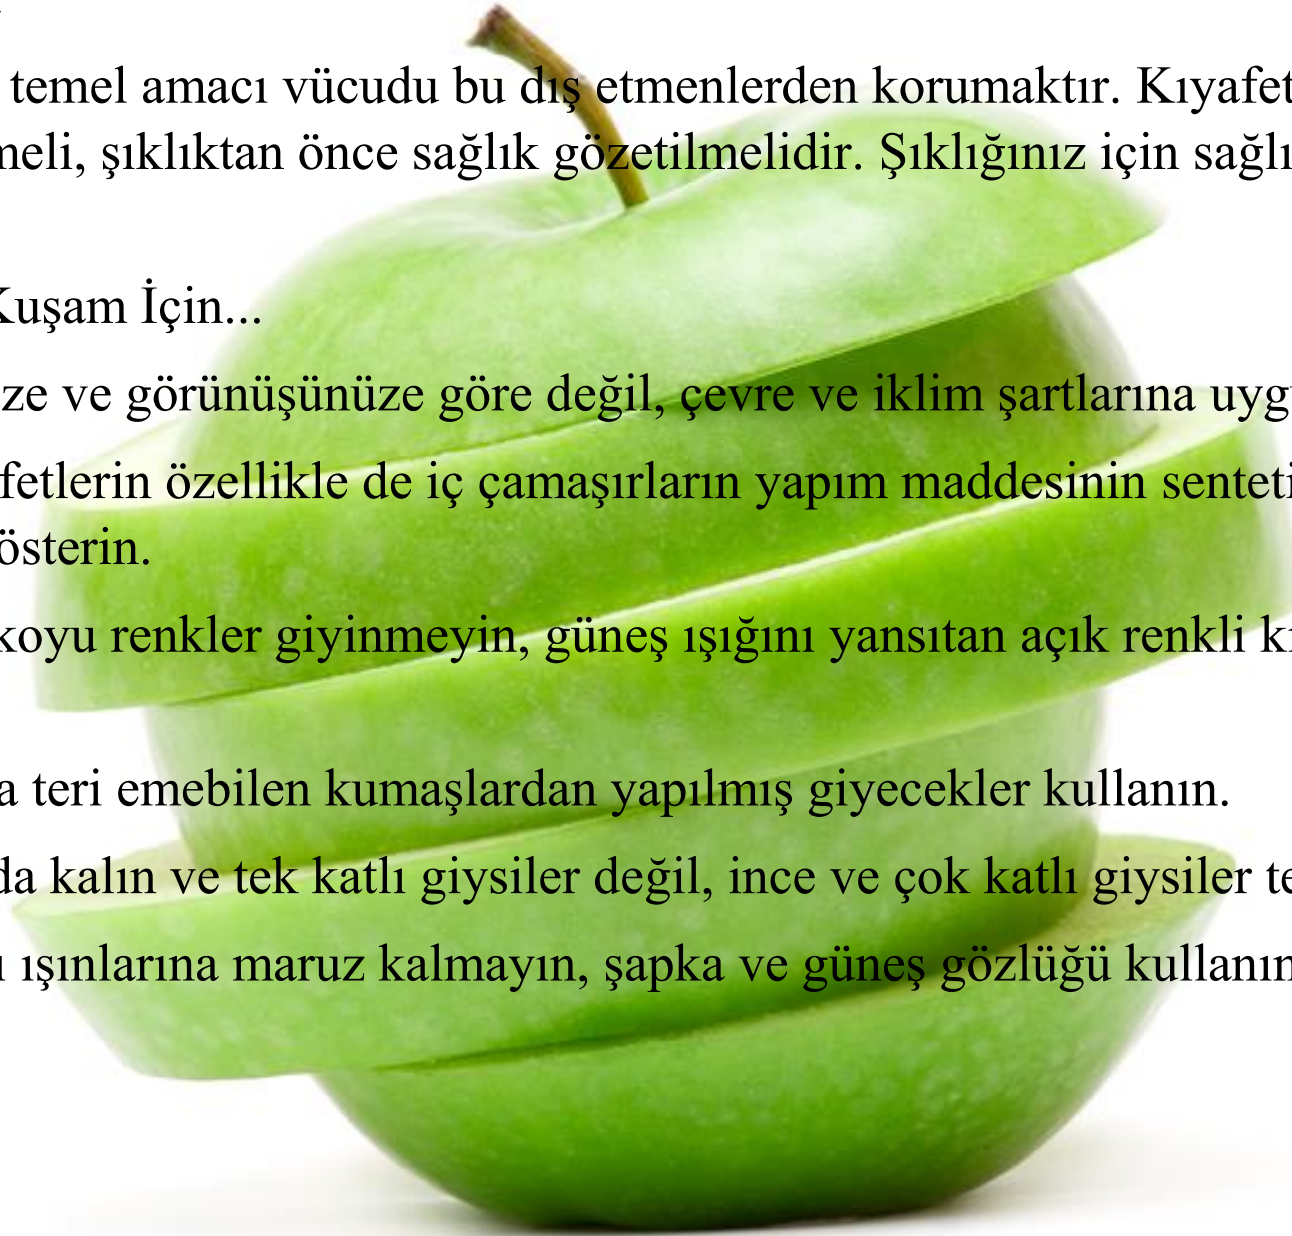 temel amacı vücudu bu dış etmenlerden korumaktır. Kıyafet
meli, şıklıktan önce sağlık gözetilmelidir. Şıklığınız için sağlı
Kuşam İçin...
ze ve görünüşünüze göre değil, çevre ve iklim şartlarına uyg
fetlerin özellikle de iç çamaşırların yapım maddesinin senteti
österin.
koyu renkler giyinmeyin, güneş ışığını yansıtan açık renkli kı
a teri emebilen kumaşlardan yapılmış giyecekler kullanın.
da kalın ve tek katlı giysiler değil, ince ve çok katlı giysiler te
ı ışınlarına maruz kalmayın, şapka ve güneş gözlüğü kullanın